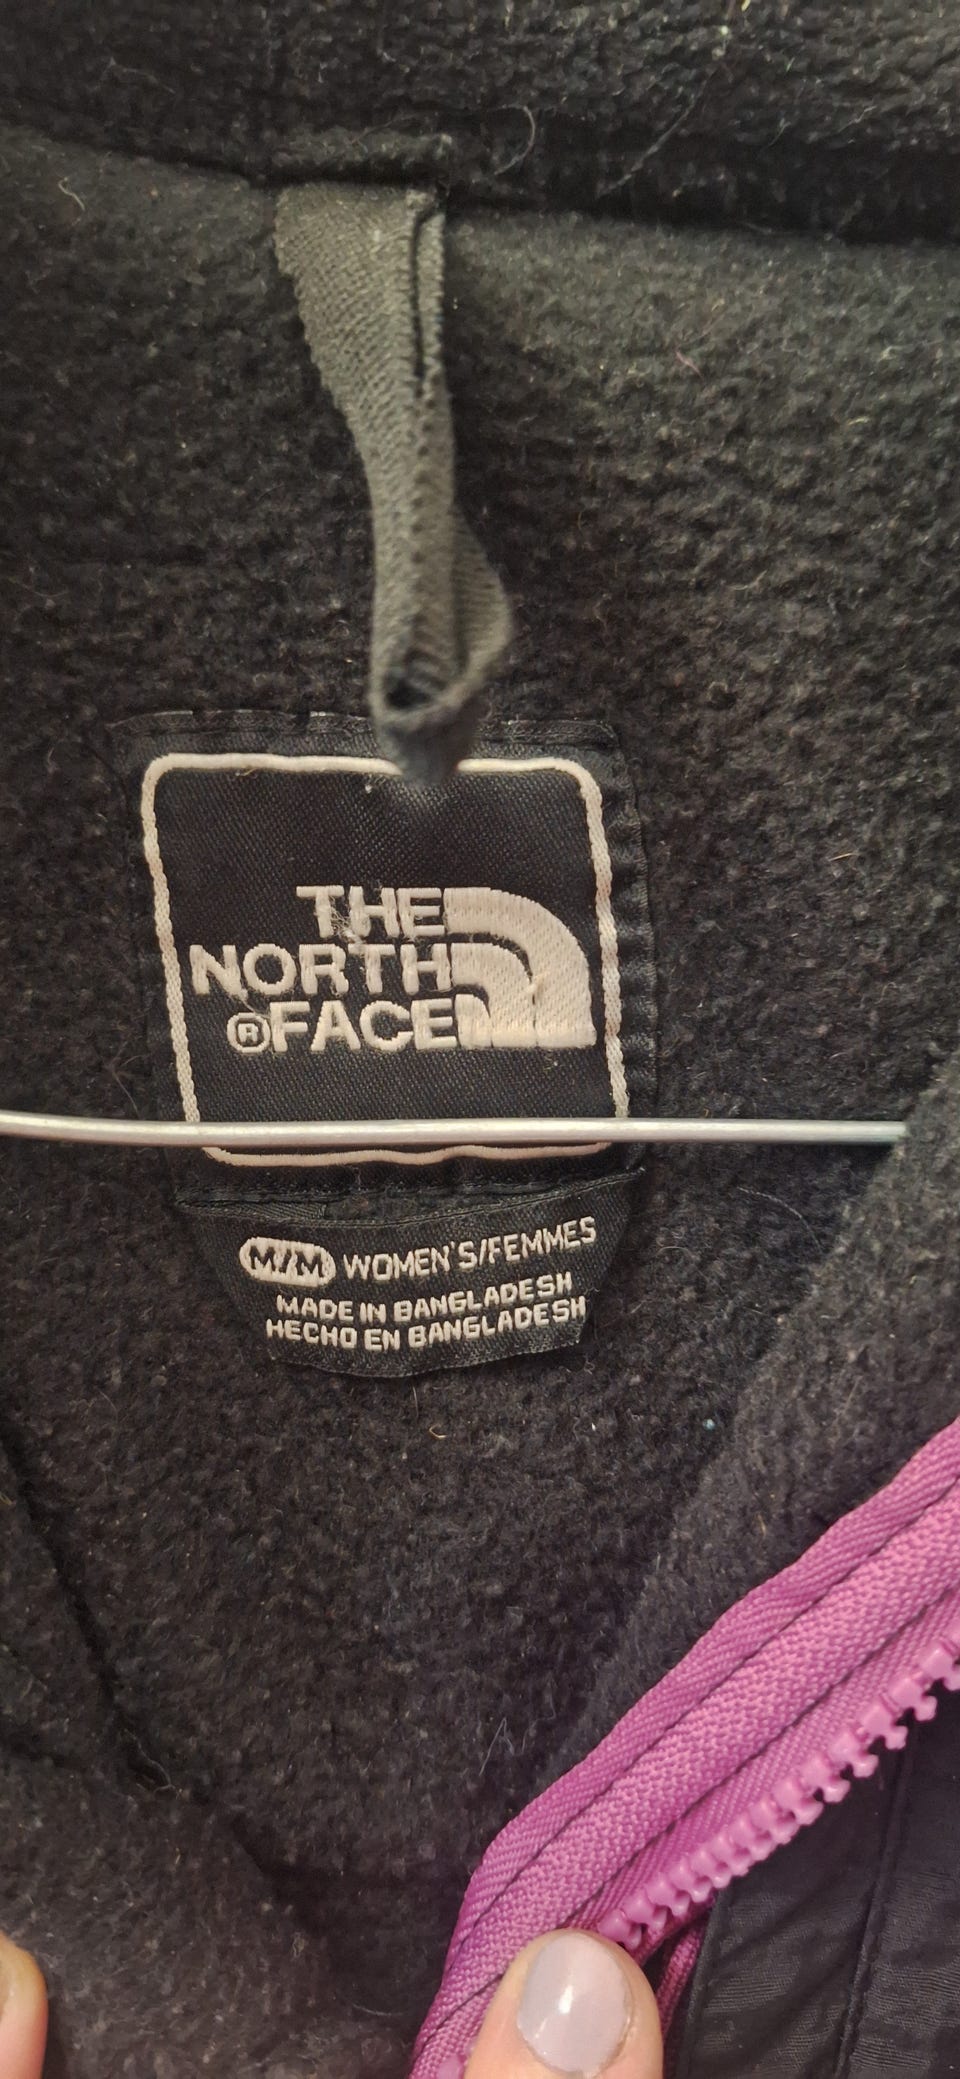 THE
NORTH
®FACE
M/M WOMEN'S/FEMMES
MADE IN BANGLADESH
HECHO EN BANGLADESH